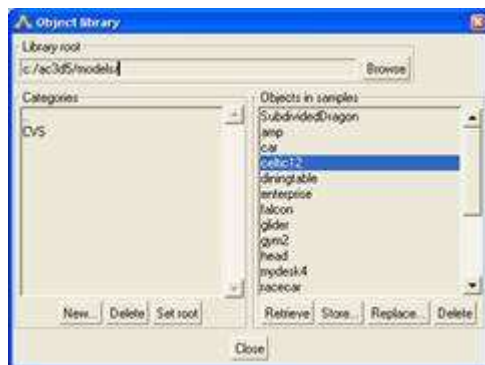 Object library
Library root
c:/ac3d5/models/
Browse
Categories
CVS
New... Delete Set root
Objects in samples
SubdividedDragon
amp
car
celtic12
diningtable
enterprise
falcon
glider
gym2
head
mydesk4
racecar
Retrieve Store... Replace... Delete
Close